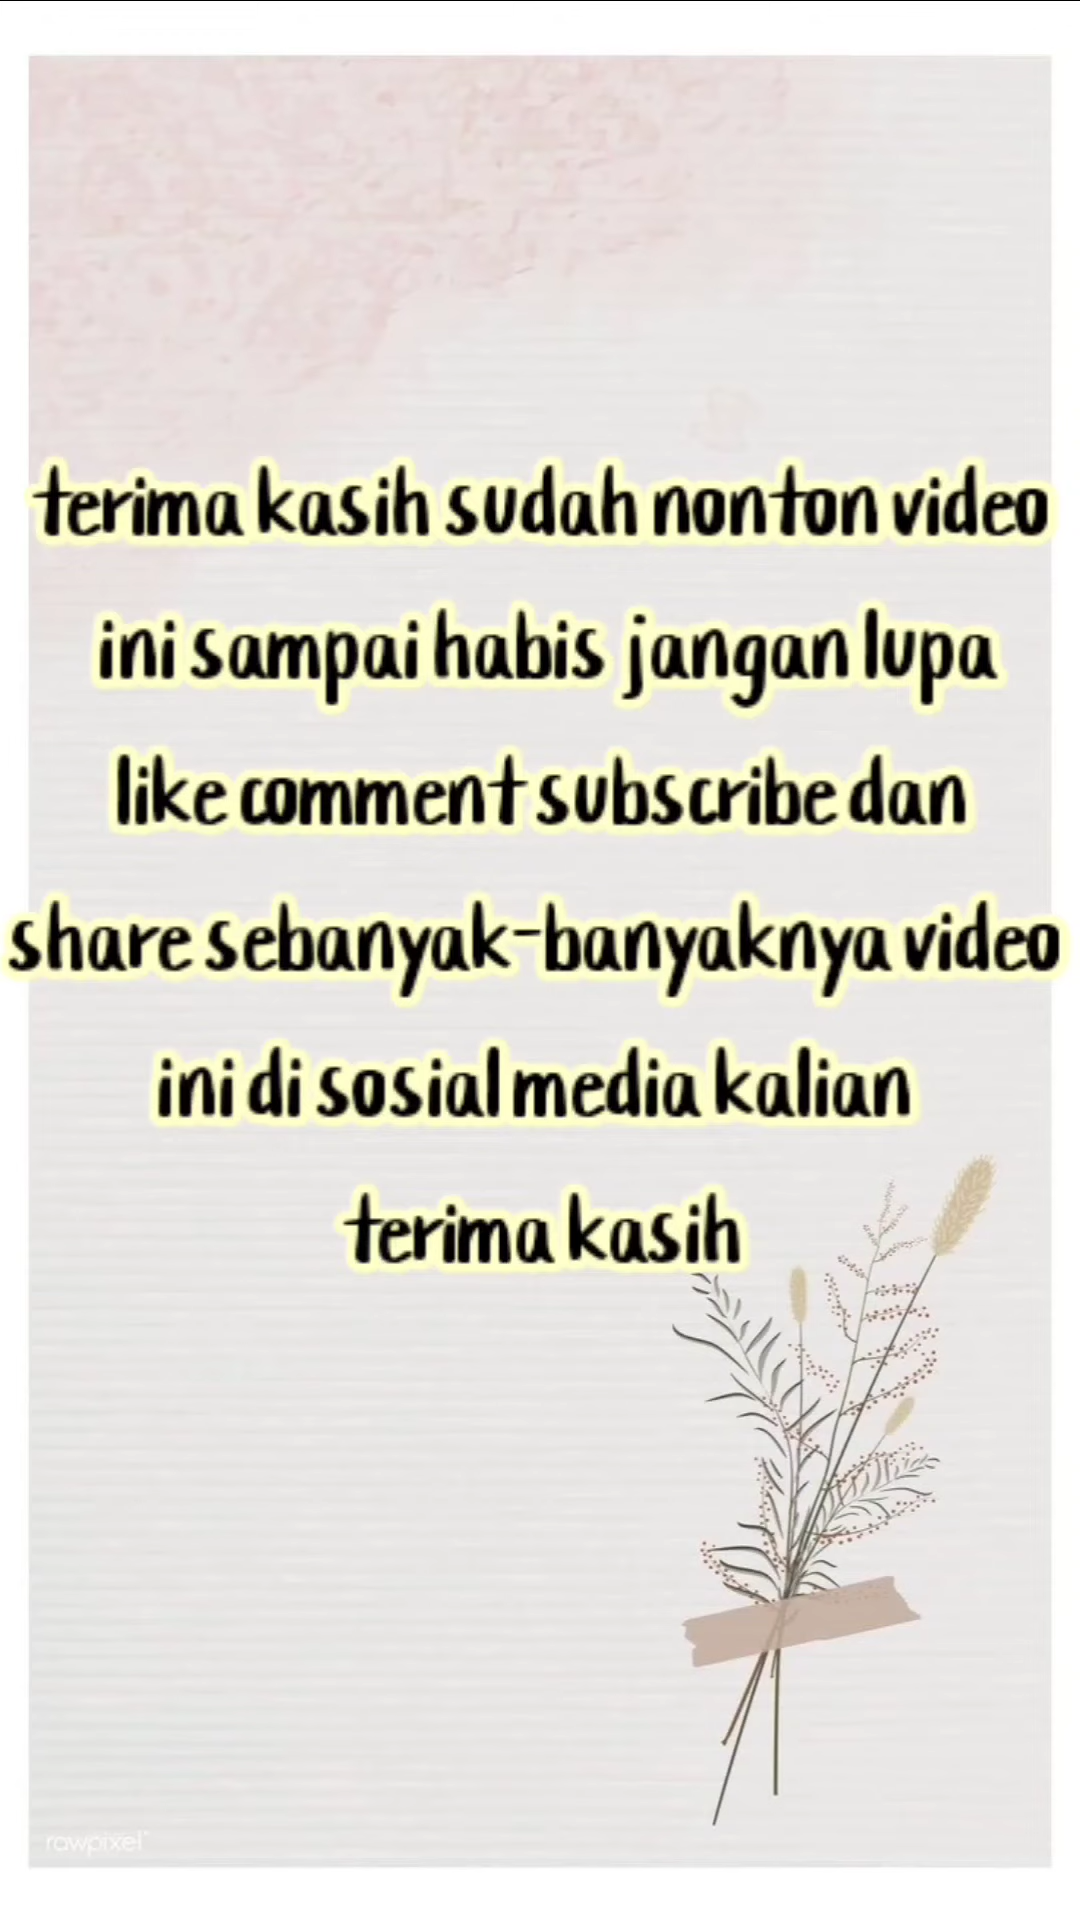 terima kasih sudah nonton video
ini sampai habis jangan lupa
like comment subscribe dan
share sebanyak-banyaknya video
ini di sosial media kalian
terima kasih
rawpixel